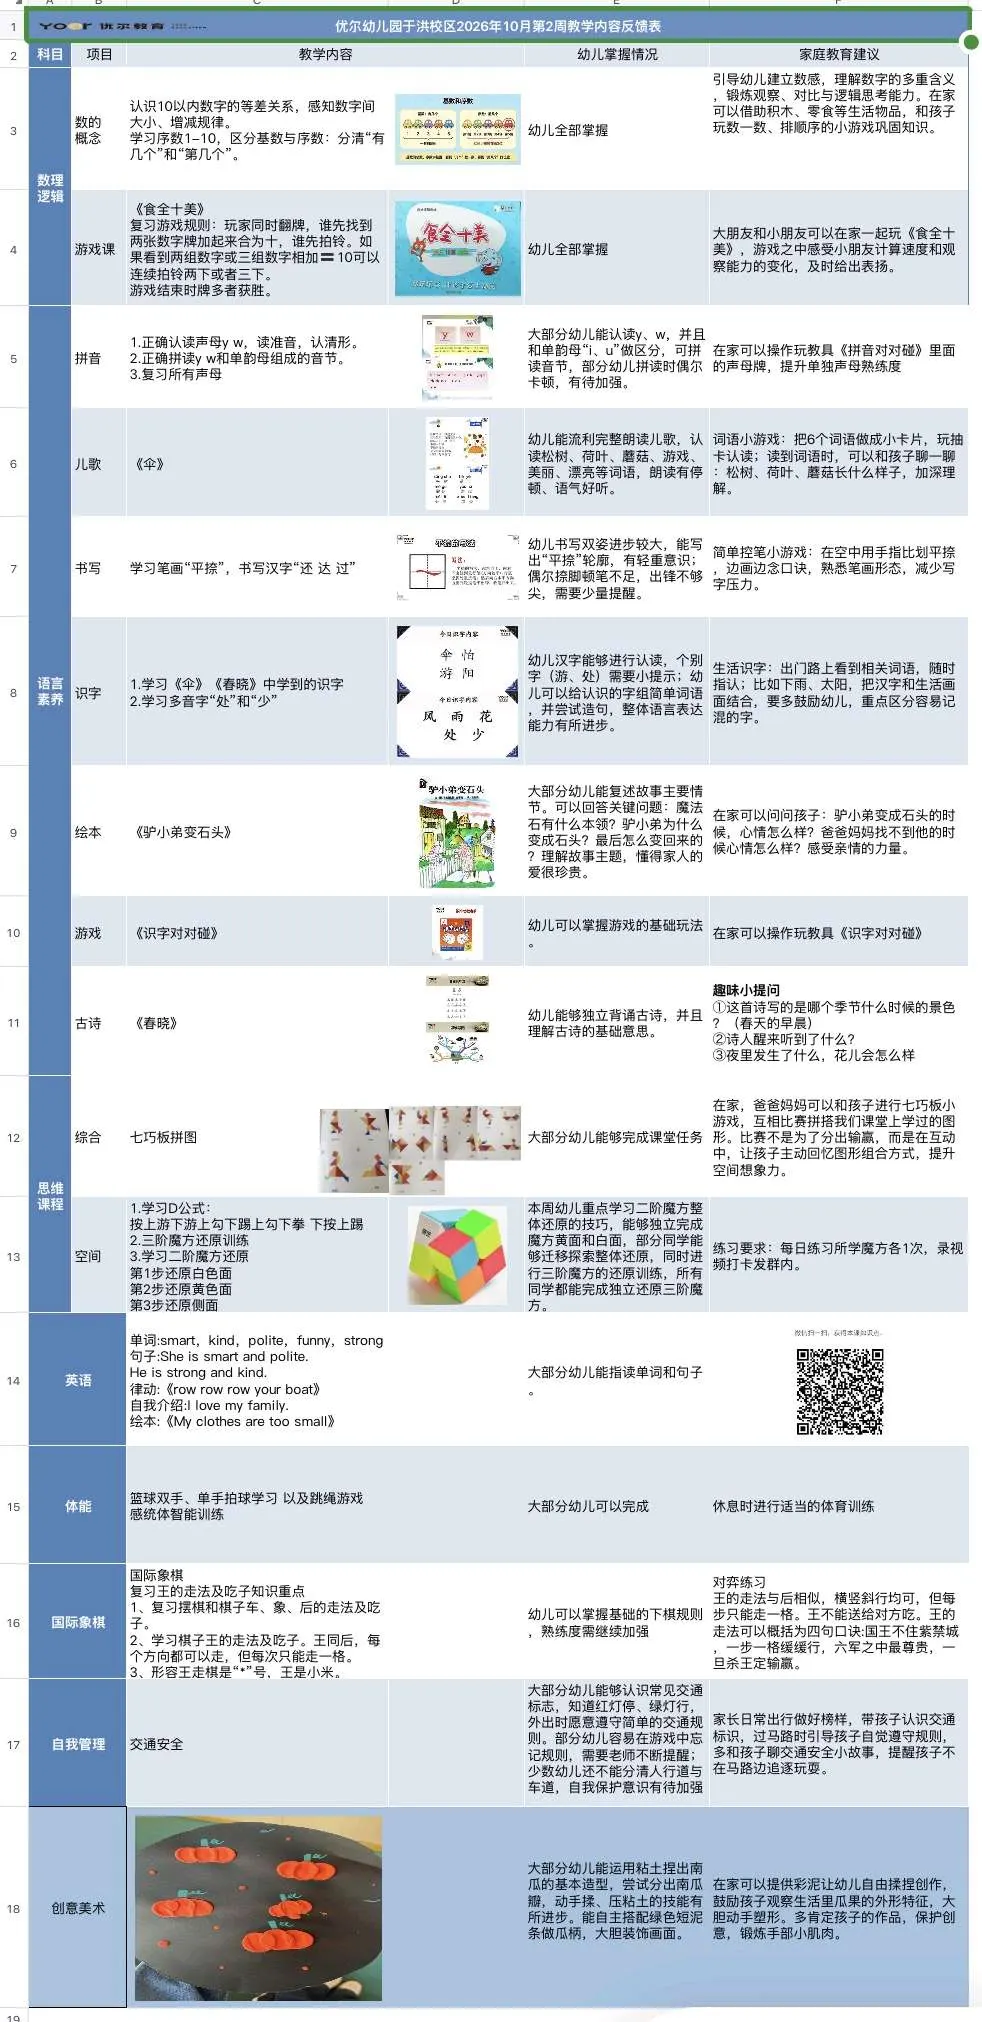 优尔教育
优尔幼儿园于洪校区2026年10月第2周教学内容反馈表
科目 项目 教学内容 幼儿掌握情况 家庭教育建议
数理
逻辑
数的
概念
认识10以内数字的等差关系，感知数字间
大小、增减规律。
学习序数1-10，区分基数与序数：分清“有
几个”和“第几个”。
基数和序数
幼儿全部掌握
引导幼儿建立数感，理解数字的多重含义
，锻炼观察、对比与逻辑思考能力。在家
可以借助积木、零食等生活物品，和孩子
玩数一数、排顺序的小游戏巩固知识。
游戏课
《食全十美》
复习游戏规则：玩家同时翻牌，谁先找到
两张数字牌加起来合为十，谁先拍铃。如
果看到两组数字或三组数字相加〓10可以
连续拍铃两下或者三下。
游戏结束时牌多者获胜。
食全十美
幼儿全部掌握
大朋友和小朋友可以在家一起玩《食全十
美》，游戏之中感受小朋友计算速度和观
察能力的变化，及时给出表扬。
语言
素养
拼音
1.正确认读声母y w，读准音，认清形。
2.正确拼读y w和单韵母组成的音节。
3.复习所有声母
y w
大部分幼儿能认读y、w，并且
和单韵母“i、u”做区分，可拼
读音节，部分幼儿拼读时偶尔
卡顿，有待加强。
在家可以操作玩教具《拼音对对碰》里面
的声母牌，提升单独声母熟练度
儿歌
《伞》
幼儿能流利完整朗读儿歌，认
读松树、荷叶、蘑菇、游戏、
美丽、漂亮等词语，朗读有停
顿、语气好听。
词语小游戏：把6个词语做成小卡片，玩抽
卡认读；读到词语时，可以和孩子聊一聊
：松树、荷叶、蘑菇长什么样子，加深理
解。
书写
学习笔画“平捺”，书写汉字“还 达 过”
幼儿书写双姿进步较大，能写
出“平捺”轮廓，有轻重意识；
偶尔捺脚顿笔不足，出锋不够
尖，需要少量提醒。
简单控笔小游戏：在空中用手指比划平捺
，边画边念口诀，熟悉笔画形态，减少写
字压力。
识字
1.学习《伞》《春晓》中学到的识字
2.学习多音字“处”和“少”
今日识字内容
伞 怕
游 阳
今日识字内容
风 雨 花
处 少
幼儿汉字能够进行认读，个别
字（游、处）需要小提示；幼
儿可以给认识的字组简单词语
，并尝试造句，整体语言表达
能力有所进步。
生活识字：出门路上看到相关词语，随时
指认；比如下雨、太阳，把汉字和生活画
面结合，要多鼓励幼儿，重点区分容易记
混的字。
绘本
《驴小弟变石头》
驴小弟变石头
大部分幼儿能复述故事主要情
节。可以回答关键问题：魔法
石有什么本领？驴小弟为什么
变成石头？最后怎么变回来的
？理解故事主题，懂得家人的
爱很珍贵。
在家可以问问孩子：驴小弟变成石头的时
候，心情怎么样？爸爸妈妈找不到他的时
候心情怎么样？感受亲情的力量。
游戏
《识字对对碰》
幼儿可以掌握游戏的基础玩法
。
在家可以操作玩教具《识字对对碰》
古诗
《春晓》
幼儿能够独立背诵古诗，并且
理解古诗的基础意思。
趣味小提问
①这首诗写的是哪个季节什么时候的景色
？（春天的早晨）
②诗人醒来听到了什么？
③夜里发生了什么，花儿会怎么样
思维
课程
综合
七巧板拼图
大部分幼儿能够完成课堂任务
在家，爸爸妈妈可以和孩子进行七巧板小
游戏，互相比赛拼搭我们课堂上学过的图
形。比赛不是为了分出输赢，而是在互动
中，让孩子主动回忆图形组合方式，提升
空间想象力。
空间
1.学习D公式：
按上游下游上勾下踢上勾下拳 下按上踢
2.三阶魔方还原训练
3.学习二阶魔方还原
第1步还原白色面
第2步还原黄色面
第3步还原侧面
本周幼儿重点学习二阶魔方整
体还原的技巧，能够独立完成
魔方黄面和白面，部分同学能
够迁移探索整体还原，同时进
行三阶魔方的还原训练，所有
同学都能完成独立还原三阶魔
方。
练习要求：每日练习所学魔方各1次，录视
频打卡发群内。
英语
单词:smart，kind，polite，funny，strong
句子:She is smart and polite.
He is strong and kind.
律动:《row row row your boat》
自我介绍:I love my family.
绘本:《My clothes are too small》
大部分幼儿能指读单词和句子
。
微信扫一扫，获得本课知识点。
体能
篮球双手、单手拍球学习 以及跳绳游戏
感统体智能训练
大部分幼儿可以完成
休息时进行适当的体育训练
国际象棋
国际象棋
复习王的走法及吃子知识重点
1、复习摆棋和棋子车、象、后的走法及吃
子。
2、学习棋子王的走法及吃子。王同后，每
个方向都可以走，但每次只能走一格。
3、形容王走棋是“*”号，王是小米。
幼儿可以掌握基础的下棋规则
，熟练度需继续加强
对弈练习
王的走法与后相似，横竖斜行均可，但每
步只能走一格。王不能送给对方吃。王的
走法可以概括为四句口诀:国王不住紫禁城
，一步一格缓缓行，六军之中最尊贵，一
旦杀王定输赢。
自我管理
交通安全
大部分幼儿能够认识常见交通
标志，知道红灯停、绿灯行，
外出时愿意遵守简单的交通规
则。部分幼儿容易在游戏中忘
记规则，需要老师不断提醒；
少数幼儿还不能分清人行道与
车道，自我保护意识有待加强
家长日常出行做好榜样，带孩子认识交通
标识，过马路时引导孩子自觉遵守规则，
多和孩子聊交通安全小故事，提醒孩子不
在马路边追逐玩耍。
创意美术
大部分幼儿能运用粘土捏出南
瓜的基本造型，尝试分出南瓜
瓣，动手揉、压粘土的技能有
所进步。能自主搭配绿色短泥
条做瓜柄，大胆装饰画面。
在家可以提供彩泥让幼儿自由揉捏创作，
鼓励孩子观察生活里瓜果的外形特征，大
胆动手塑形。多肯定孩子的作品，保护创
意，锻炼手部小肌肉。